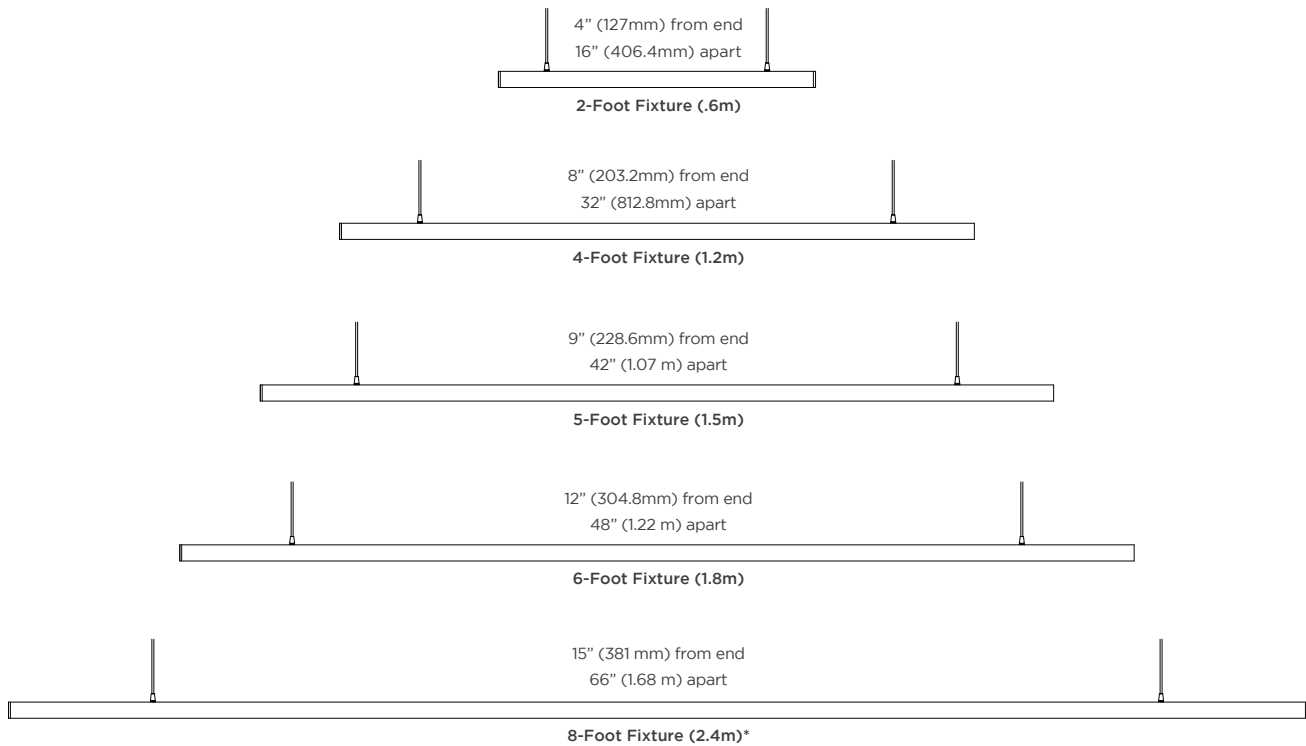 4” (127mm) from end
16” (406.4mm) apart
2-Foot Fixture (.6m)
8” (203.2mm) from end
32” (812.8mm) apart
4-Foot Fixture (1.2m)
9” (228.6mm) from end
42” (1.07 m) apart
5-Foot Fixture (1.5m)
12” (304.8mm) from end
48” (1.22 m) apart
6-Foot Fixture (1.8m)
15” (381 mm) from end
66” (1.68 m) apart
8-Foot Fixture (2.4m)*